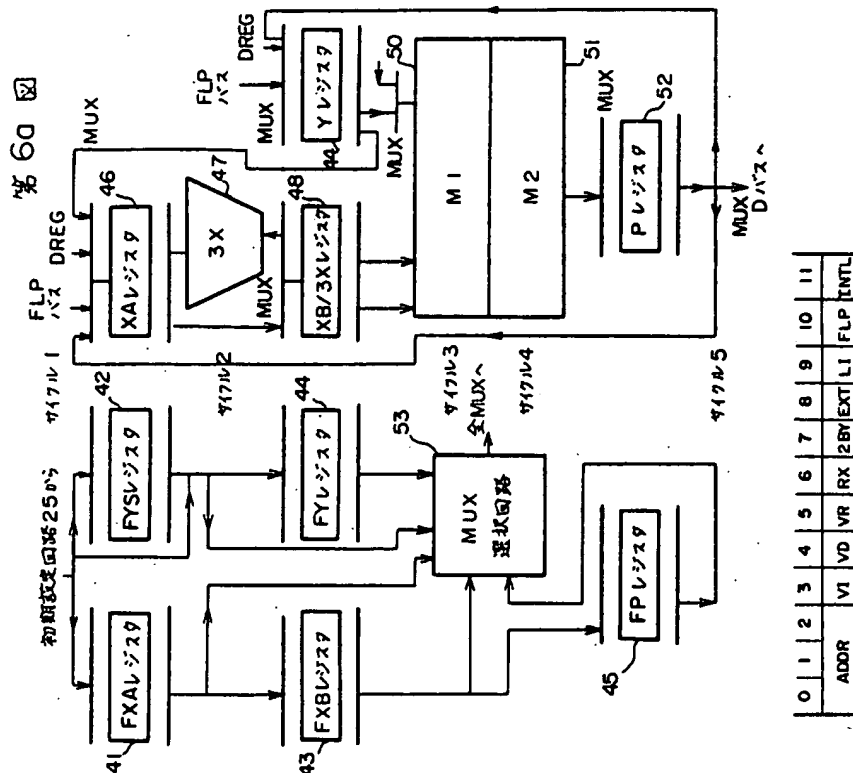 第6a図
初期設定回路25から
41
FXAレジスタ
42
FYSレジスタ
43
FXBレジスタ
44
FYレジスタ
53
MUX
選択回路
全MUXへ
45
FPレジスタ
サイクル1
サイクル2
サイクル3
サイクル4
サイクル5
FLP
バス
DREG
MUX
46
XAレジスタ
47
3X
MUX
48
XB/3Xレジスタ
FLP
バス
DREG
MUX
Yレジスタ
44
MUX
50
M1
M2
51
MUX
52
Pレジスタ
MUX
Dバスへ
0 1 2 3 4 5 6 7 8 9 10 11
ADDR VI VD VR RX 2BY EXT LI FLP INTL